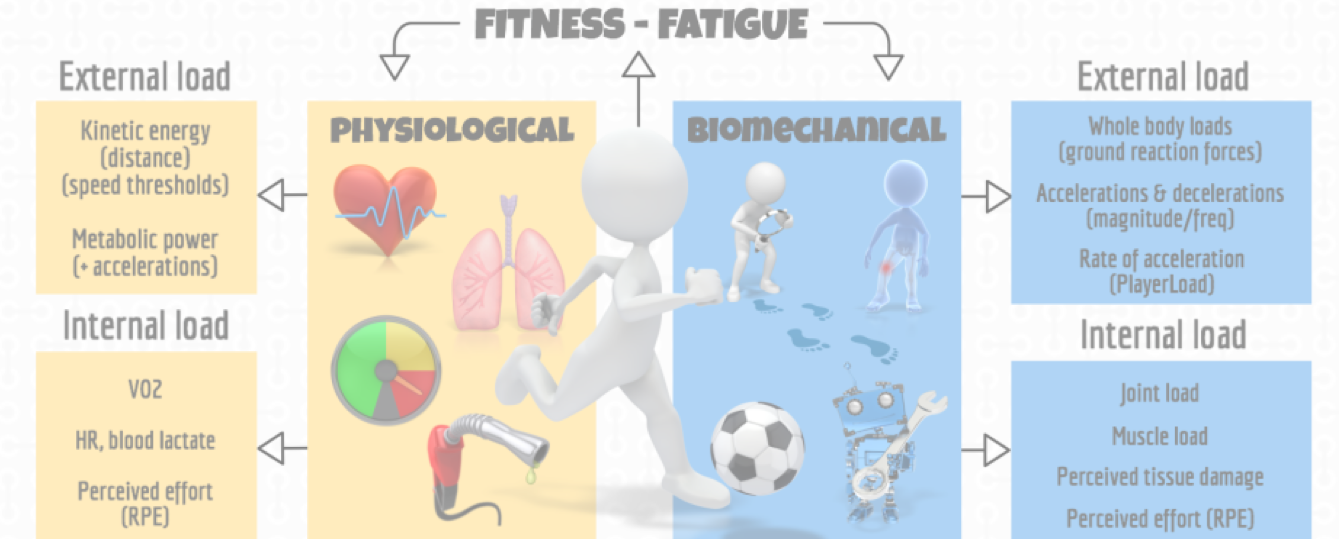 FITNESS - FATIGUE
External load
Kinetic energy
(distance)
(speed thresholds)
Metabolic power
(+ accelerations)
Internal load
VO2
HR, blood lactate
Perceived effort
(RPE)
PHYSIOLOGICAL
BIOMECHANICAL
External load
Whole body loads
(ground reaction forces)
Accelerations & decelerations
(magnitude/freq)
Rate of acceleration
(PlayerLoad)
Internal load
Joint load
Muscle load
Perceived tissue damage
Perceived effort (RPE)